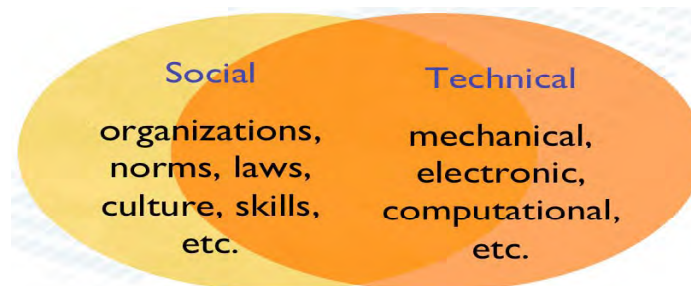 Social
organizations,
norms, laws,
culture, skills,
etc.
Technical
mechanical,
electronic,
computational,
etc.